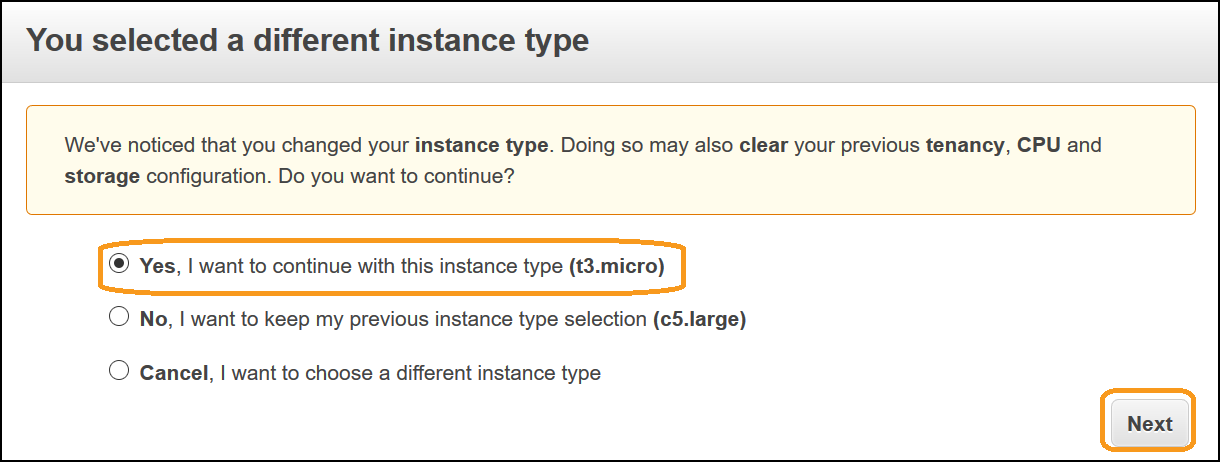 You selected a different instance type
We've noticed that you changed your instance type. Doing so may also clear your previous tenancy, CPU and
storage configuration. Do you want to continue?
Yes, I want to continue with this instance type (t3.micro)
No, I want to keep my previous instance type selection (c5.large)
Cancel, I want to choose a different instance type
Next